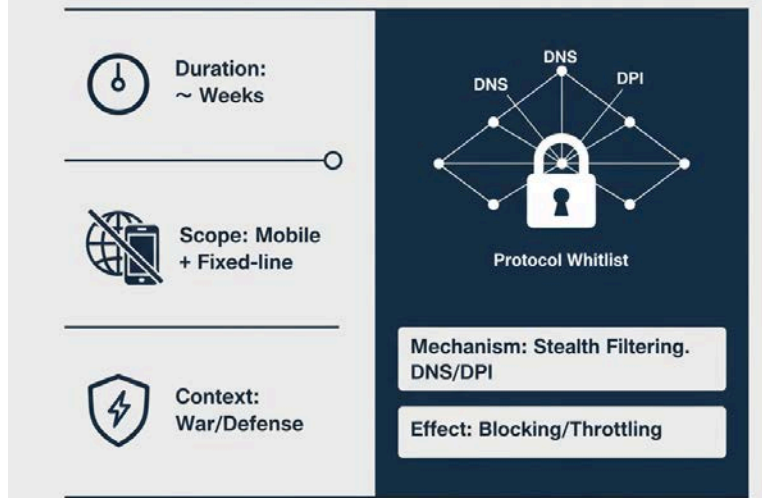 Duration:
~ Weeks
Scope: Mobile
+ Fixed-line
Context:
War/Defense
DNS
DNS
DPI
Protocol Whitlist
Mechanism: Stealth Filtering.
DNS/DPI
Effect: Blocking/Throttling